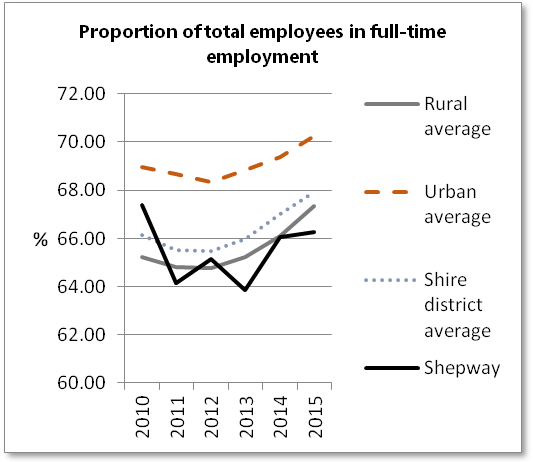 Proportion of total employees in full-time
employment
72.00
70.00
68.00
66.00
64.00
62.00
60.00
%
2010
2011
2012
2013
2014
2015
Rural
average
Urban
average
Shire
district
average
Shepway